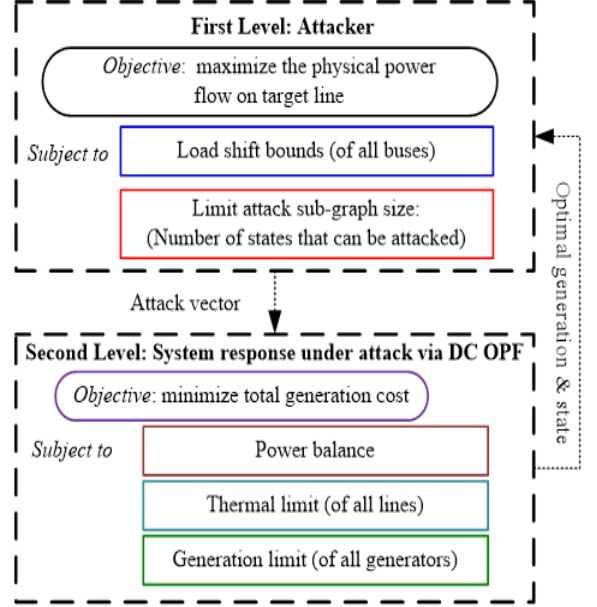 First Level: Attacker
Objective: maximize the physical power
flow on target line
Subject to
Load shift bounds (of all buses)
Limit attack sub-graph size:
(Number of states that can be attacked)
Attack vector
Optimal generation & state
Second Level: System response under attack via DC OPF
Objective: minimize total generation cost
Subject to
Power balance
Thermal limit (of all lines)
Generation limit (of all generators)